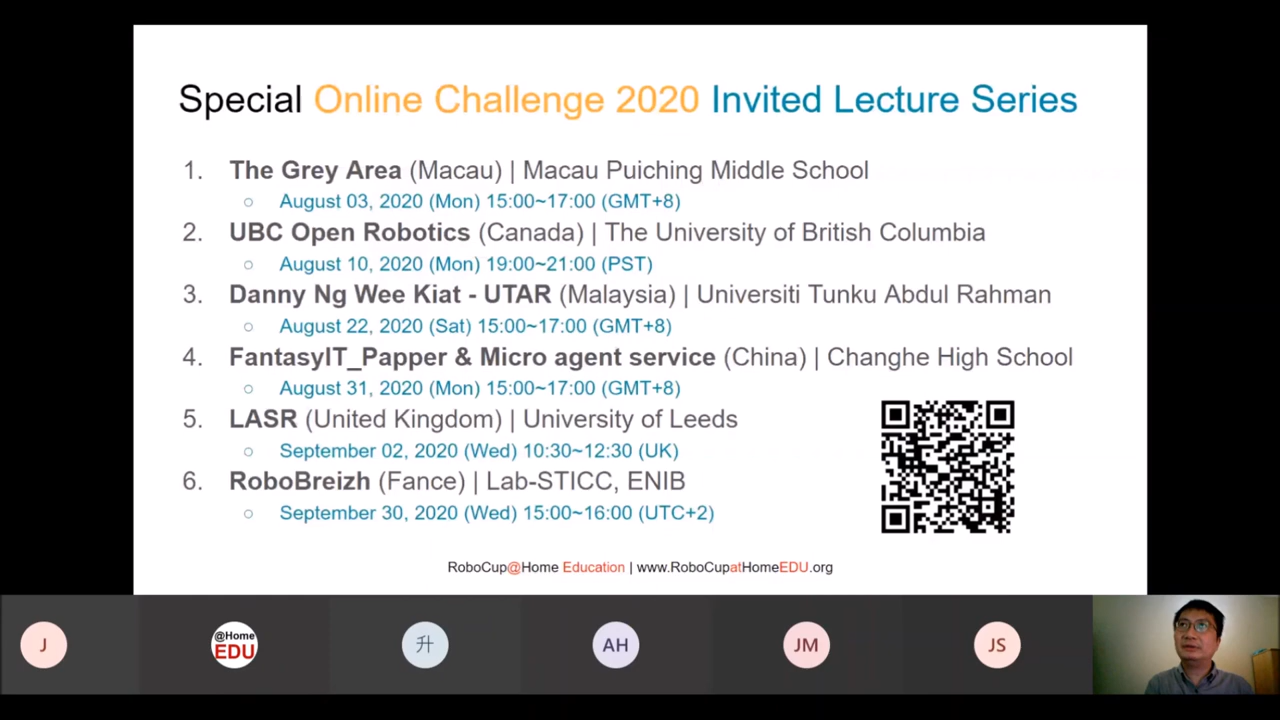 Special Online Challenge 2020 Invited Lecture Series
1. The Grey Area (Macau) | Macau Puiching Middle School
○ August 03, 2020 (Mon) 15:00~17:00 (GMT+8)
2. UBC Open Robotics (Canada) | The University of British Columbia
○ August 10, 2020 (Mon) 19:00~21:00 (PST)
3. Danny Ng Wee Kiat - UTAR (Malaysia) | Universiti Tunku Abdul Rahman
○ August 22, 2020 (Sat) 15:00~17:00 (GMT+8)
4. FantasyIT_Papper & Micro agent service (China) | Changhe High School
○ August 31, 2020 (Mon) 15:00~17:00 (GMT+8)
5. LASR (United Kingdom) | University of Leeds
○ September 02, 2020 (Wed) 10:30~12:30 (UK)
6. RoboBreizh (Fance) | Lab-STICC, ENIB
○ September 30, 2020 (Wed) 15:00~16:00 (UTC+2)
RoboCup@Home Education | www.RoboCupatHomeEDU.org
J
@Home
EDU
升
AH
JM
JS